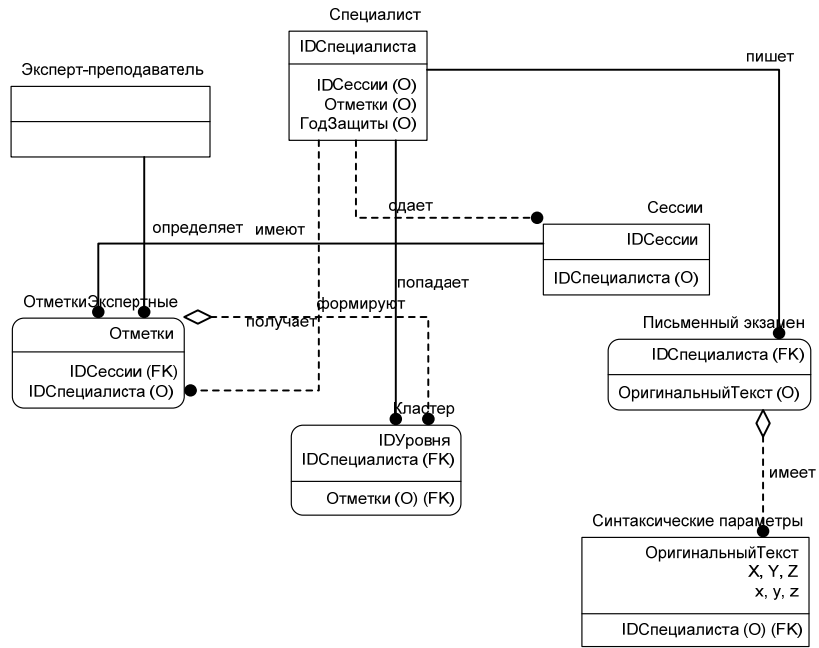 Специалист
IDСпециалиста
IDСессии (O)
Отметки (O)
ГодЗащиты (O)
пишет
Эксперт-преподаватель
сдает
Сессии
IDСессии
IDСпециалиста (O)
определяет
имеют
попадает
ОтметкиЭкспертные
Отметки
IDСессии (FK)
IDСпециалиста (O)
формируют
получает
Письменный экзамен
IDСпециалиста (FK)
ОригинальныйТекст (O)
Кластер
IDУровня
IDСпециалиста (FK)
Отметки (O) (FK)
имеет
Синтаксические параметры
ОригинальныйТекст
X, Y, Z
x, y, z
IDСпециалиста (O) (FK)